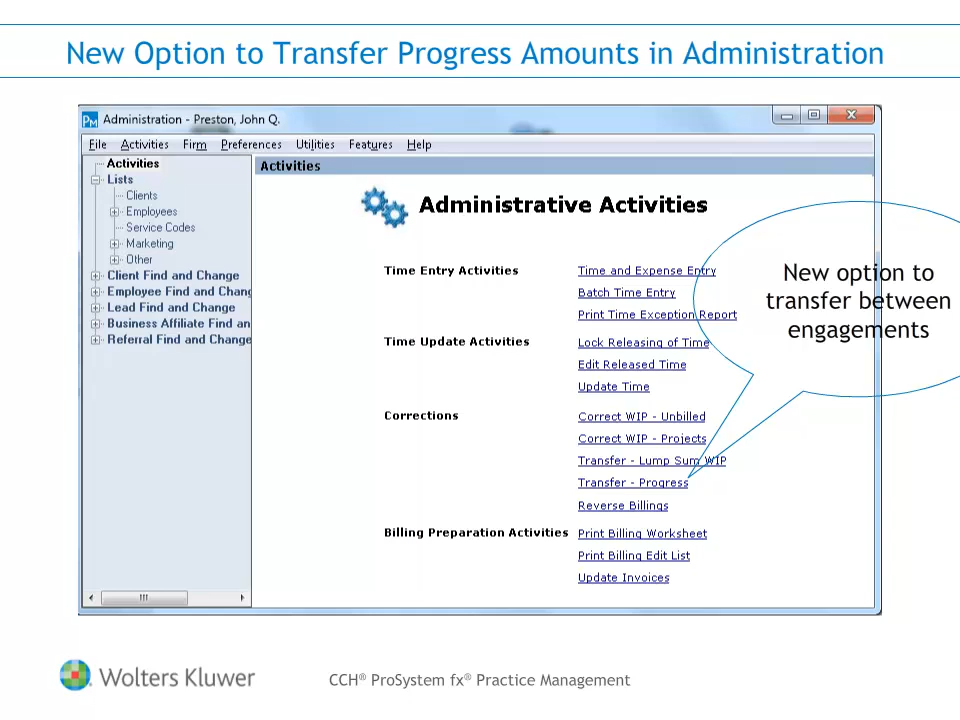 New Option to Transfer Progress Amounts in Administration
PM Administration - Preston, John Q.
File Activities Firm Preferences Utilities Features Help
Activities
Lists
Clients
Employees
Service Codes
Marketing
Other
Client Find and Change
Employee Find and Chang
Lead Find and Change
Business Affiliate Find an
Referral Find and Change
Activities
Administrative Activities
Time Entry Activities
Time and Expense Entry
Batch Time Entry
Print Time Exception Report
Time Update Activities
Lock Releasing of Time
Edit Released Time
Update Time
Corrections
Correct WIP - Unbilled
Correct WIP - Projects
Transfer - Lump Sum WIP
Transfer - Progress
Reverse Billings
Billing Preparation Activities
Print Billing Worksheet
Print Billing Edit List
Update Invoices
New option to
transfer between
engagements
Wolters Kluwer
CCH® ProSystem fx® Practice Management